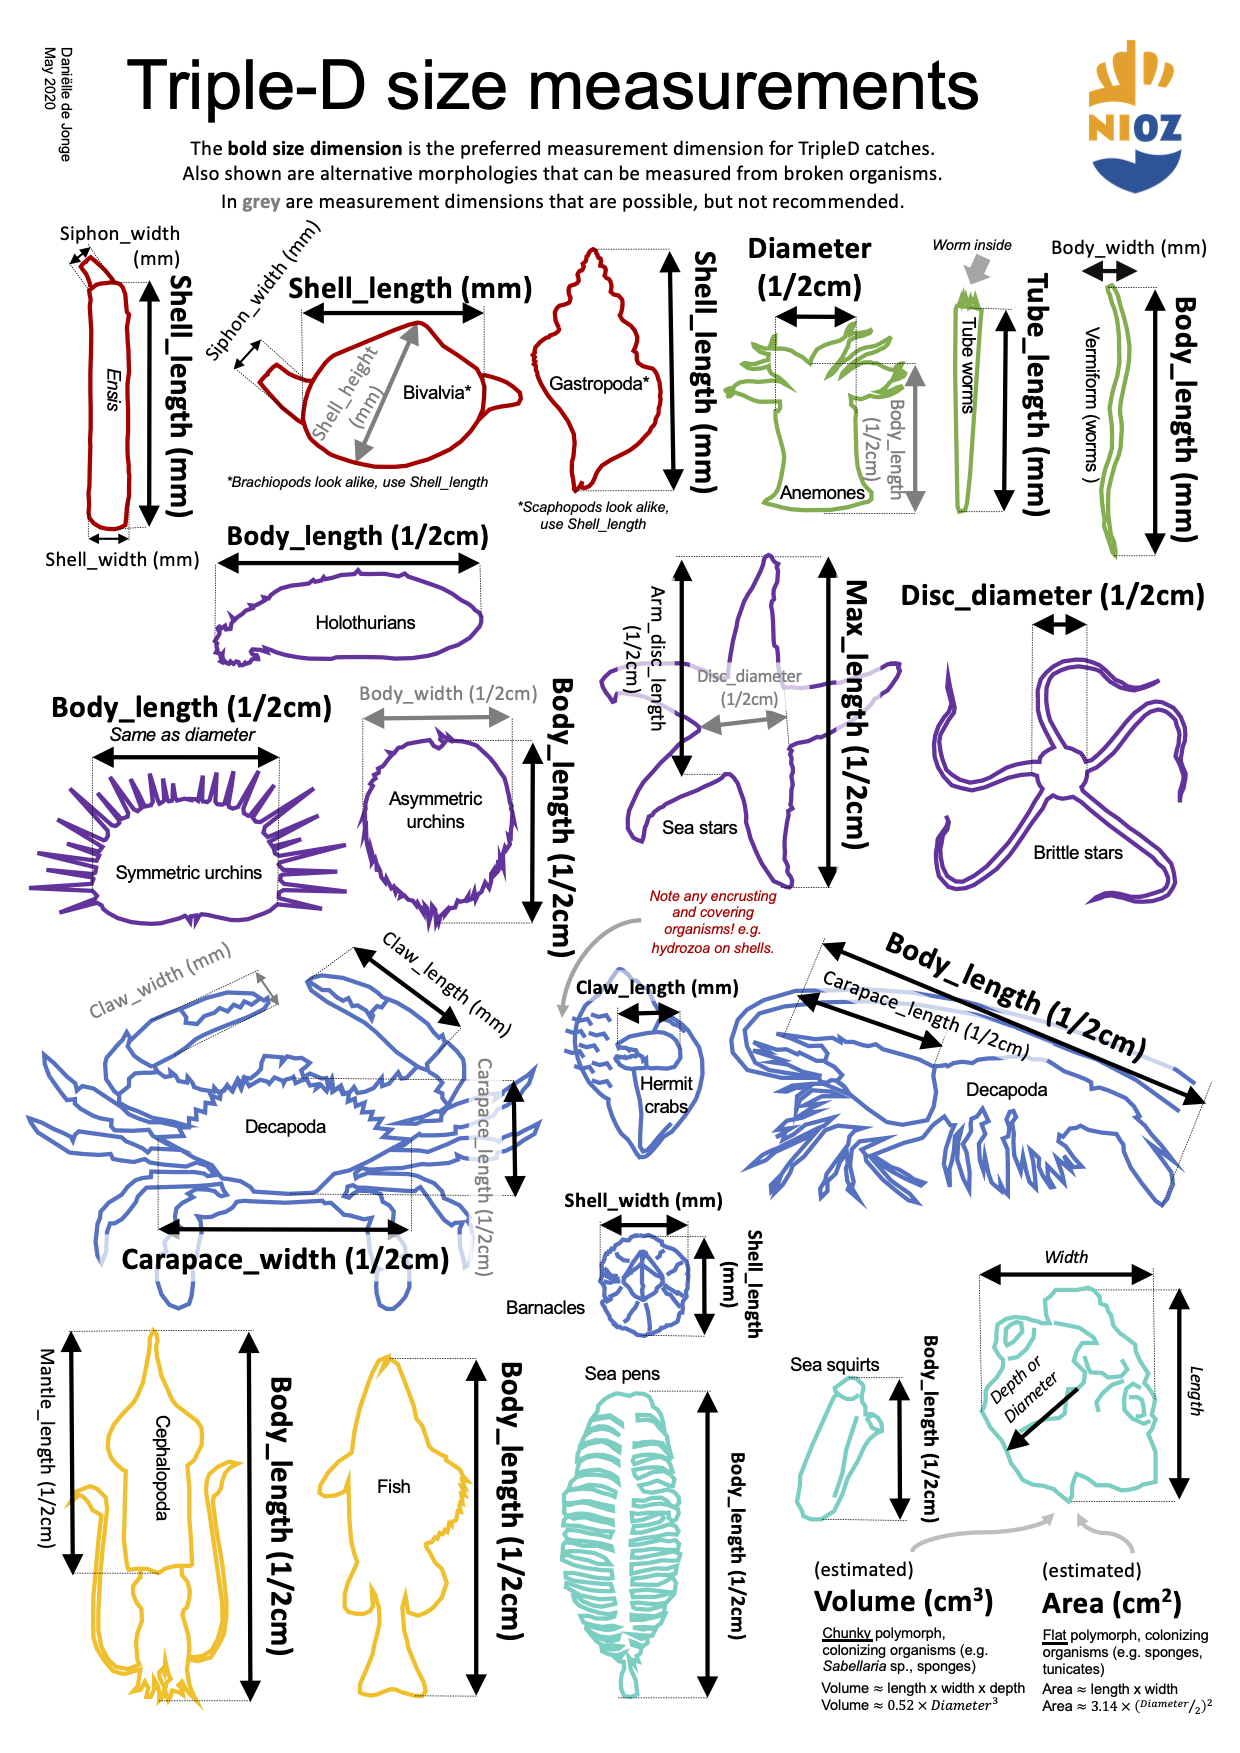 Daniëlle de Jonge
May 2020
Triple-D size measurements
NIOZ
The bold size dimension is the preferred measurement dimension for TripleD catches.
Also shown are alternative morphologies that can be measured from broken organisms.
In grey are measurement dimensions that are possible, but not recommended.
Siphon_width
(mm)
Ensis
Shell_length (mm)
Shell_width (mm)
Siphon_width (mm)
Shell_length (mm)
Shell_height
(mm)
Bivalvia*
*Brachiopods look alike, use Shell_length
Gastropoda*
Shell_length (mm)
*Scaphopods look alike,
use Shell_length
Diameter
(1/2cm)
Body_length
(1/2cm)
Anemones
Worm inside
Tube worms
Tube_length (mm)
Body_width (mm)
Vermiform (worms )
Body_length (mm)
Body_length (1/2cm)
Holothurians
Body_length (1/2cm)
Same as diameter
Symmetric urchins
Body_width (1/2cm)
Asymmetric
urchins
Body_length (1/2cm)
Arm_disc_length
(1/2cm)
Disc_diameter
(1/2cm)
Max_length (1/2cm)
Sea stars
Disc_diameter (1/2cm)
Brittle stars
Note any encrusting
and covering
organisms! e.g.
hydrozoa on shells.
Claw_width (mm)
Claw_length (mm)
Decapoda
Carapace_length (1/2cm)
Carapace_width (1/2cm)
Claw_length (mm)
Hermit
crabs
Body_length (1/2cm)
Carapace_length (1/2cm)
Decapoda
Shell_width (mm)
Shell_length
(mm)
Barnacles
Mantle_length (1/2cm)
Cephalopoda
Body_length (1/2cm)
Fish
Body_length (1/2cm)
Sea pens
Body_length (1/2cm)
Sea squirts
Body_length (1/2cm)
Width
Depth or
Diameter
Length
(estimated)
Volume (cm³)
Chunky polymorph,
colonizing organisms (e.g.
Sabellaria sp., sponges)
Volume ≈ length x width x depth
Volume ≈ 0.52 × Diameter³
(estimated)
Area (cm²)
Flat polymorph, colonizing
organisms (e.g. sponges,
tunicates)
Area ≈ length x width
Area ≈ 3.14 × (Diameter/2)²